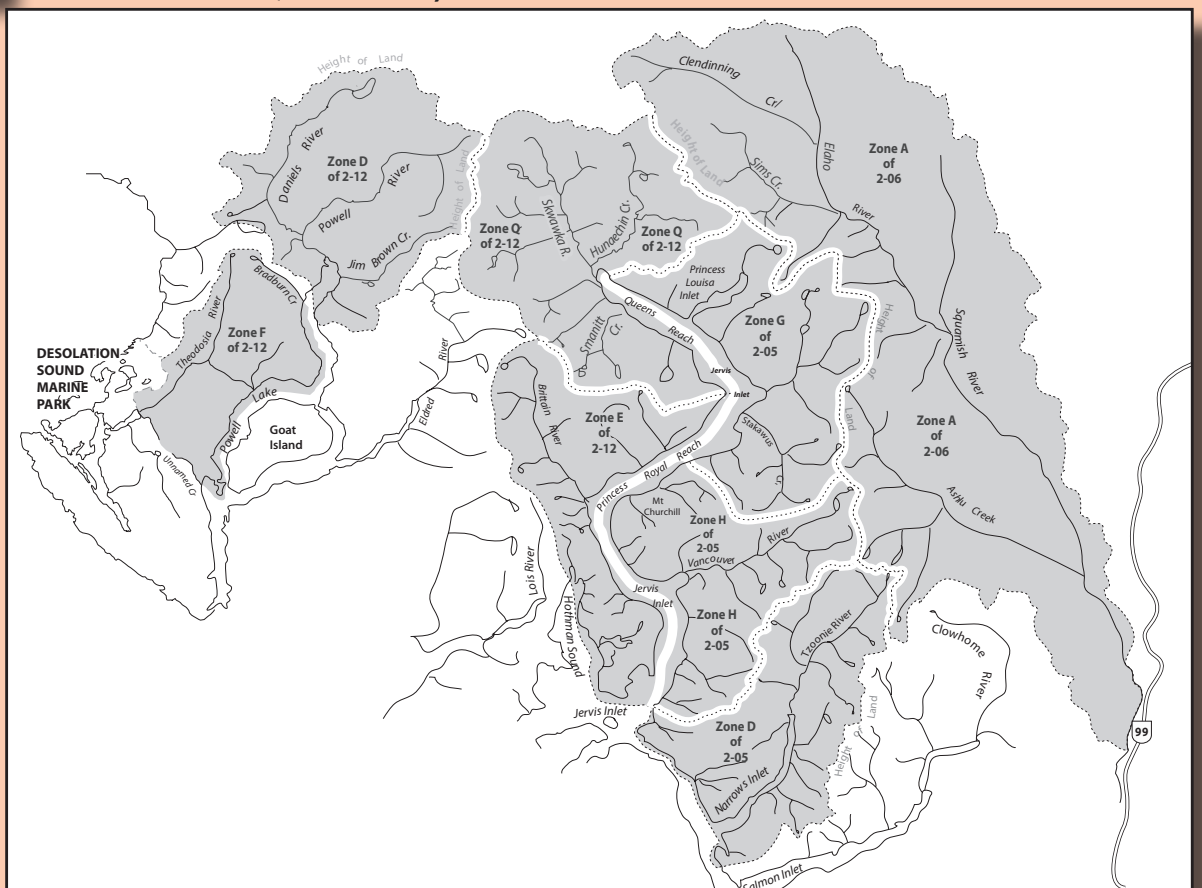 Height of Land
Clendinning
Crl
Height of Land
Elaho
Zone A
of
2-06
Daniels River
Zone D
of 2-12
River
Height of Land
Sims Cr.
Powell
Skwawka R.
Hunaechin Cr.
River
Zone Q
of 2-12
Zone Q
of 2-12
Jim Brown Cr.
Bradburn Cr
Princess
Louisa
Inlet
Theodosia River
Queens Reach
Height of Land
Squamish River
Zone F
of 2-12
Smanitt Cr.
Zone G
of
2-05
River
DESOLATION
SOUND
MARINE
PARK
Jervis
Inlet
Brittain River
Lake
Powell
Eldred
Goat
Island
Zone E
of
2-12
Stakawus
Cr.
Zone A
of
2-06
Unnamed Cr
Princess Royal Reach
Ashlu Creek
Mt
Churchill
Zone H
of
2-05
Vancouver River
Lois River
Jervis
Inlet
Hothman Sound
Zone H
of
2-05
Tzoonie River
Clowhome
River
Jervis Inlet
Height of Land
Zone D
of
2-05
99
Narrows Inlet
Salmon Inlet